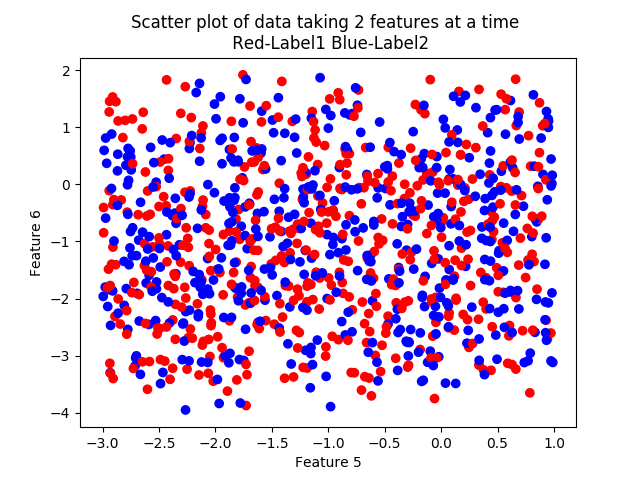 Scatter plot of data taking 2 features at a time
Red-Label1 Blue-Label2
2
1
0
−1
−2
−3
−4
Feature 6
−3.0 −2.5 −2.0 −1.5 −1.0 −0.5 0.0 0.5 1.0
Feature 5